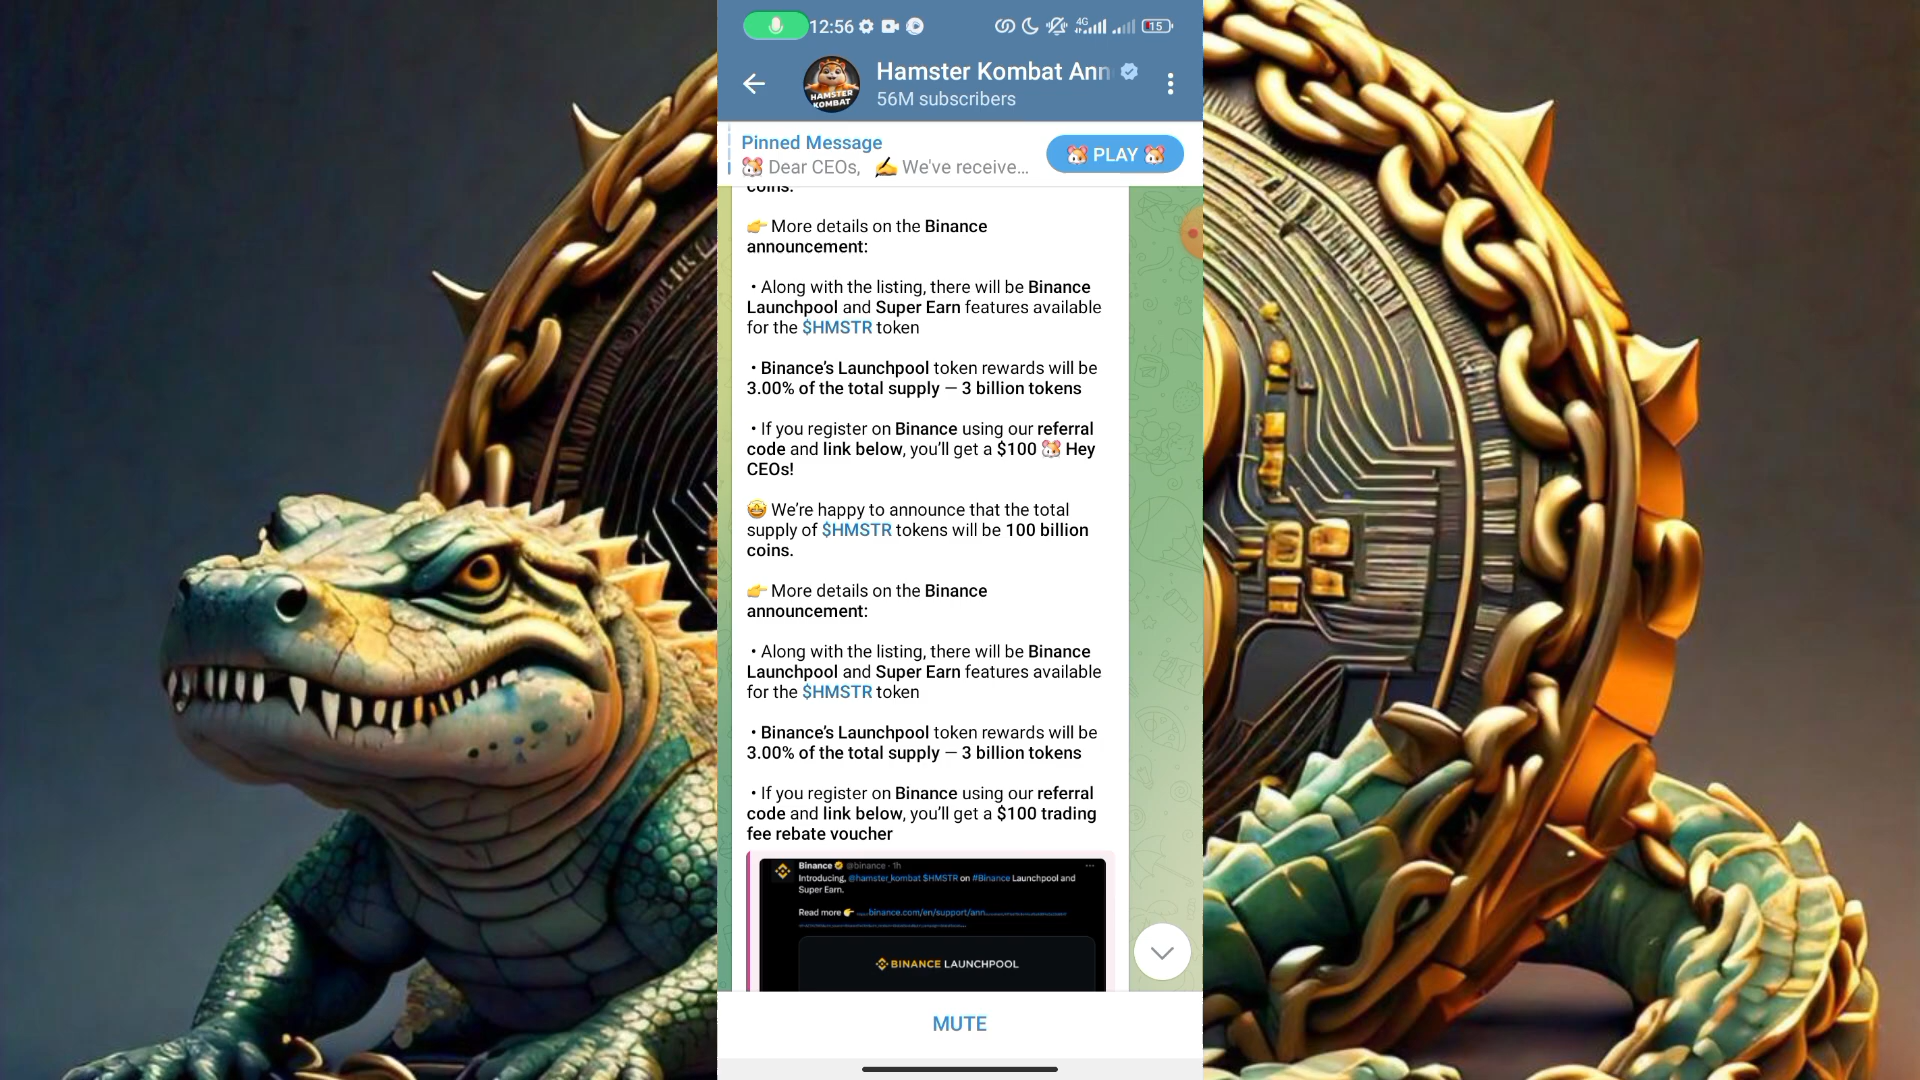 12:56
4G
15
Hamster Kombat Ann
56M subscribers
HAMSTER
KOMBAT
Pinned Message
🐹 Dear CEOs, ✍️ We've receive...
🐹 PLAY 🐹
coins.
👉 More details on the Binance
announcement:
• Along with the listing, there will be Binance
Launchpool and Super Earn features available
for the $HMSTR token
• Binance’s Launchpool token rewards will be
3.00% of the total supply — 3 billion tokens
• If you register on Binance using our referral
code and link below, you’ll get a $100 🐹 Hey
CEOs!
🤩 We’re happy to announce that the total
supply of $HMSTR tokens will be 100 billion
coins.
👉 More details on the Binance
announcement:
• Along with the listing, there will be Binance
Launchpool and Super Earn features available
for the $HMSTR token
• Binance’s Launchpool token rewards will be
3.00% of the total supply — 3 billion tokens
• If you register on Binance using our referral
code and link below, you’ll get a $100 trading
fee rebate voucher
Binance @binance · 1h
Introducing, @hamster_kombat $HMSTR on #Binance Launchpool and
Super Earn.
Read more 👉 binance.com/en/support/ann
BINANCE LAUNCHPOOL
MUTE